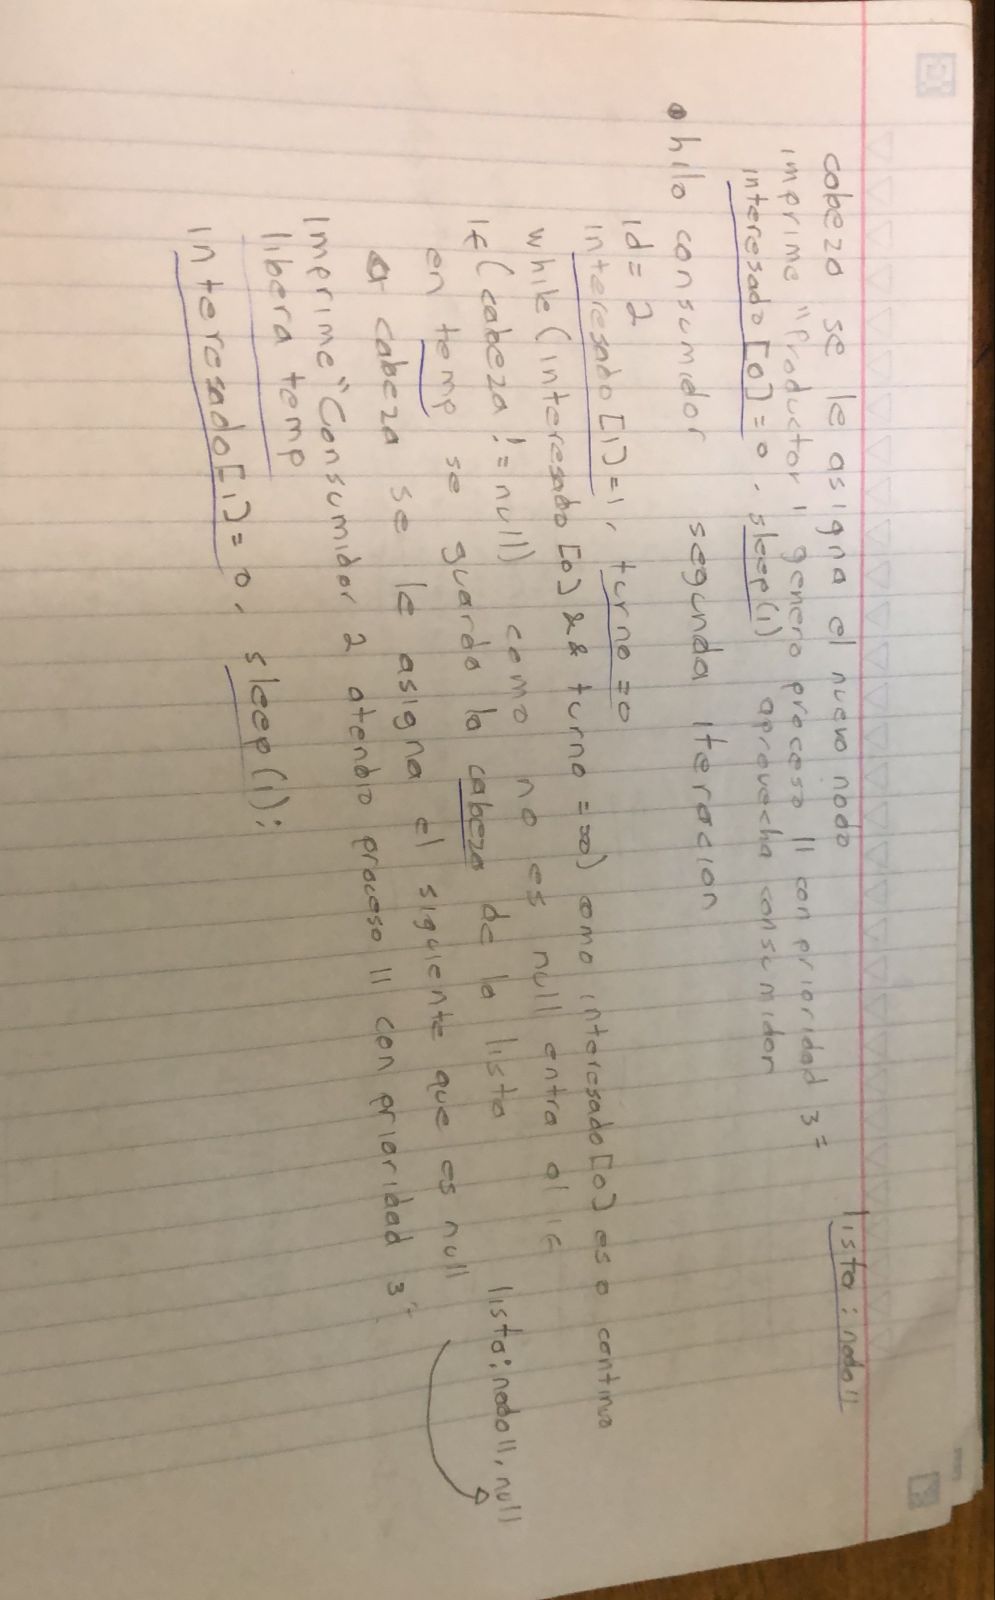 lista: nodo 11
cabeza se le asigna el nuevo nodo
imprime "Productor 1 genero proceso 11 con prioridad 3"
interesado[0] = 0, sleep(1) aprovecha consumidor
• hilo consumidor segunda iteracion
id = 2
interesado[1] = 1, turno = 0
while (interesado[0] && turno == 0) como interesado[0] es 0 continua
if (cabeza != null) como no es null entra al if
en temp se guarda la cabeza de la lista lista: nodo 11, null
a cabeza se le asigna el siguiente que es null
imprime "Consumidor 2 atendio proceso 11 con prioridad 3"
libera temp
interesado[1] = 0, sleep(1);